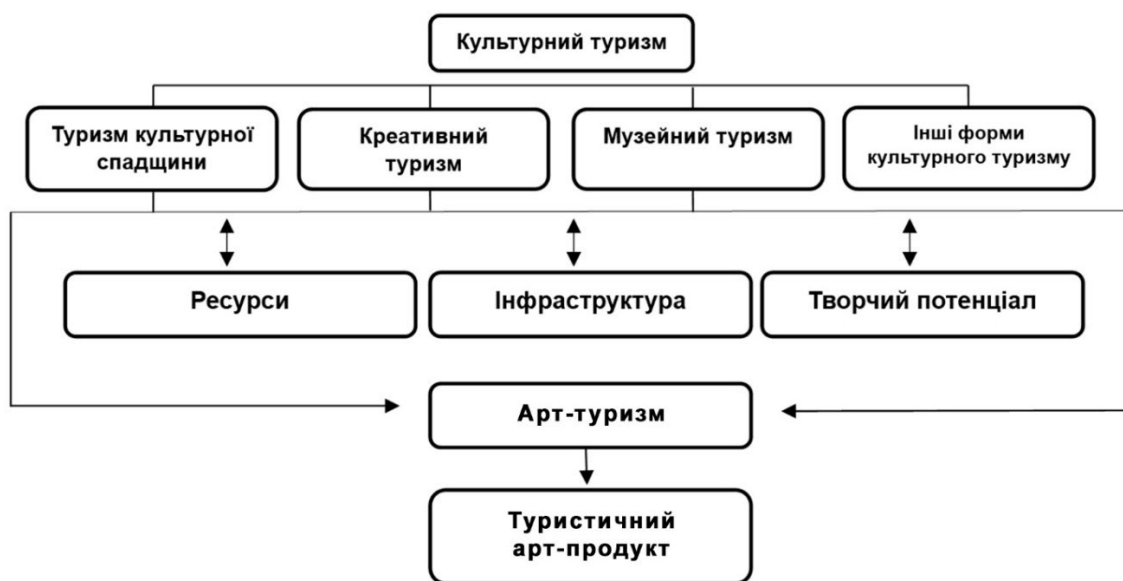 Культурний туризм
Туризм культурної
спадщини
Креативний
туризм
Музейний туризм
Інші форми
культурного туризму
Ресурси
Інфраструктура
Творчий потенціал
Арт-туризм
Туристичний
арт-продукт